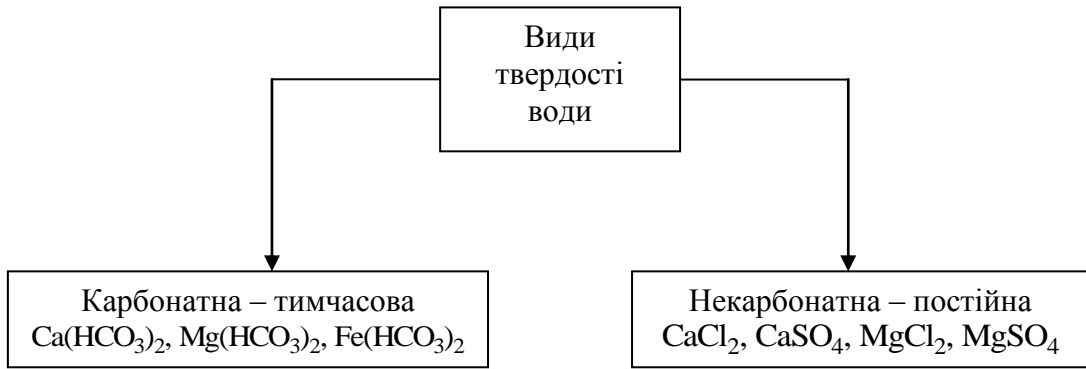 Види
твердості
води
Карбонатна – тимчасова
Ca(HCO₃)₂, Mg(HCO₃)₂, Fe(HCO₃)₂
Некарбонатна – постійна
CaCl₂, CaSO₄, MgCl₂, MgSO₄